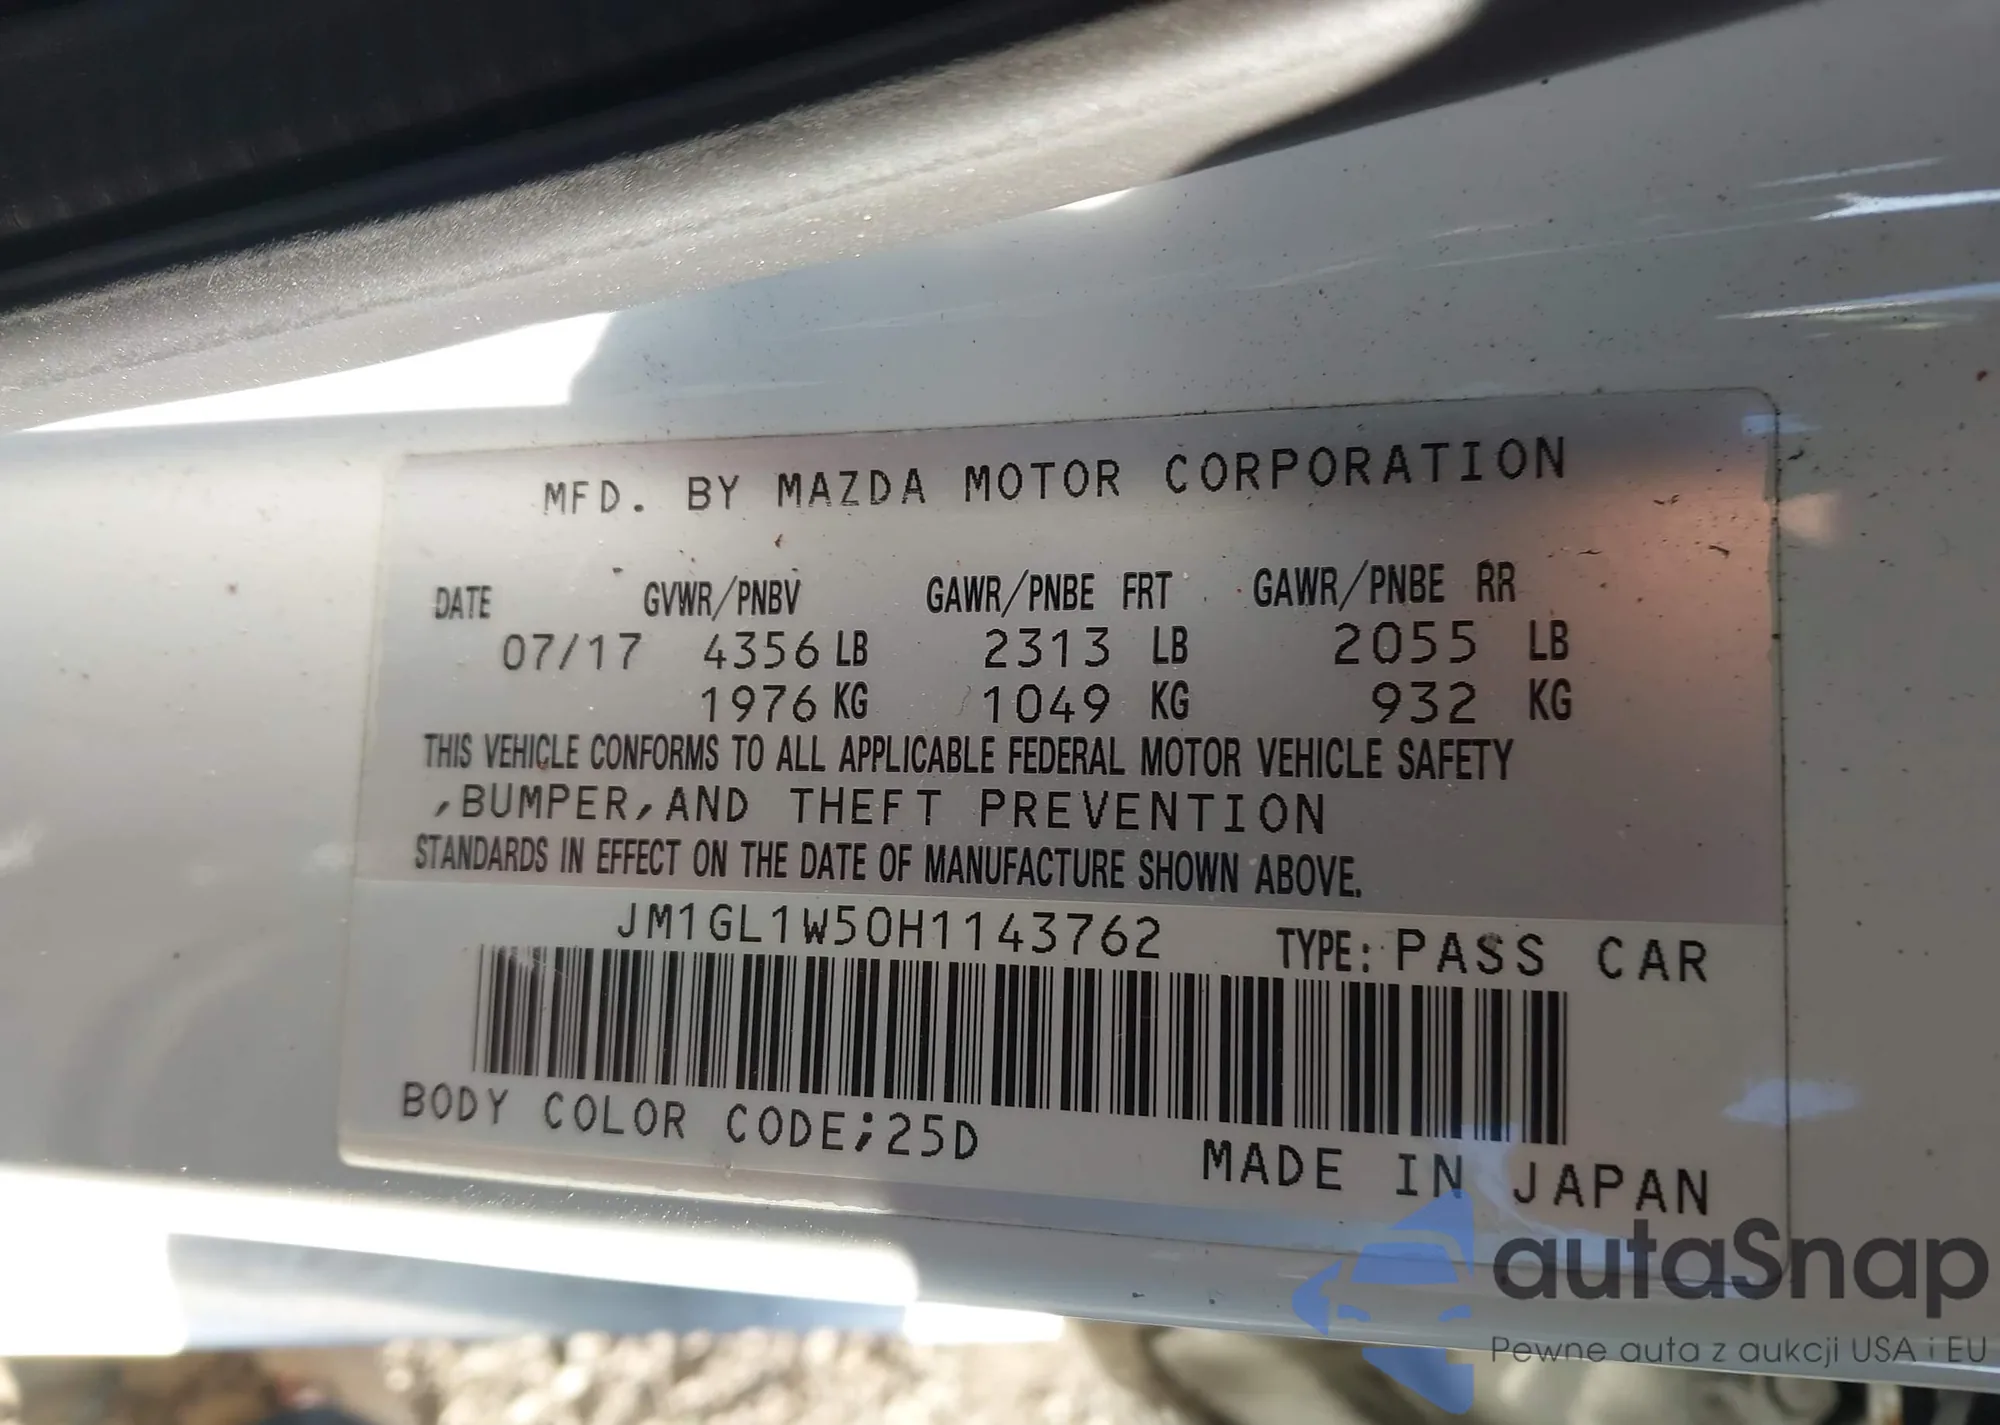 MFD. BY MAZDA MOTOR CORPORATION
DATE GVWR/PNBV GAWR/PNBE FRT GAWR/PNBE RR
07/17 4356 LB 2313 LB 2055 LB
1976 KG 1049 KG 932 KG
THIS VEHICLE CONFORMS TO ALL APPLICABLE FEDERAL MOTOR VEHICLE SAFETY
,BUMPER,AND THEFT PREVENTION
STANDARDS IN EFFECT ON THE DATE OF MANUFACTURE SHOWN ABOVE.
JM1GL1W50H1143762 TYPE: PASS CAR
BODY COLOR CODE;25D
MADE IN JAPAN
autaSnap
Pewne auta z aukcji USA i EU